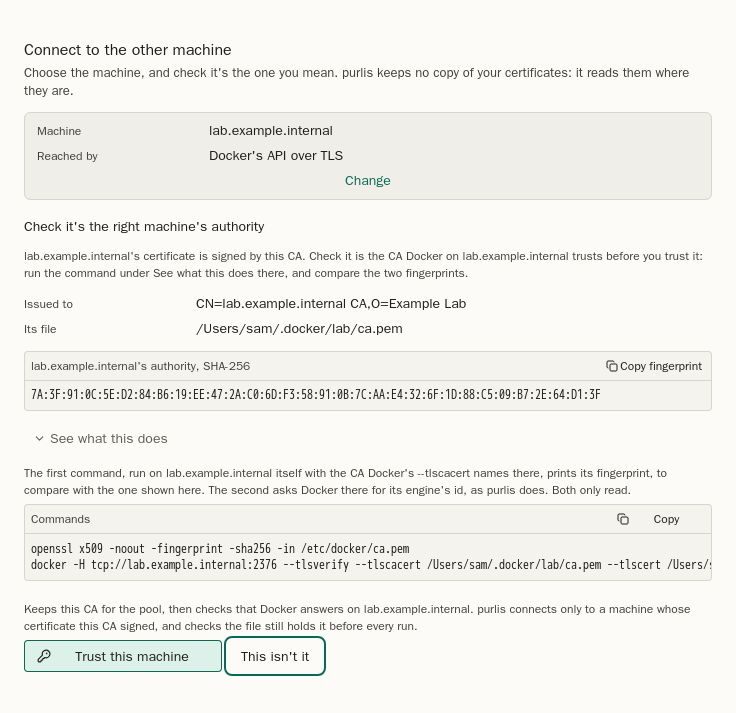 Connect to the other machine
Choose the machine, and check it's the one you mean. purlis keeps no copy of your certificates: it reads them where
they are.
Machine lab.example.internal
Reached by Docker's API over TLS
Change
Check it's the right machine's authority
lab.example.internal's certificate is signed by this CA. Check it is the CA Docker on lab.example.internal trusts before you trust it:
run the command under See what this does there, and compare the two fingerprints.
Issued to CN=lab.example.internal CA,O=Example Lab
Its file /Users/sam/.docker/lab/ca.pem
lab.example.internal's authority, SHA-256 Copy fingerprint
7A:3F:91:0C:5E:D2:84:B6:19:EE:47:2A:C0:6D:F3:58:91:0B:7C:AA:E4:32:6F:1D:88:C5:09:B7:2E:64:D1:3F
See what this does
The first command, run on lab.example.internal itself with the CA Docker's --tlscacert names there, prints its fingerprint, to
compare with the one shown here. The second asks Docker there for its engine's id, as purlis does. Both only read.
Commands Copy
openssl x509 -noout -fingerprint -sha256 -in /etc/docker/ca.pem
docker -H tcp://lab.example.internal:2376 --tlsverify --tlscacert /Users/sam/.docker/lab/ca.pem --tlscert /Users/s
Keeps this CA for the pool, then checks that Docker answers on lab.example.internal. purlis connects only to a machine whose
certificate this CA signed, and checks the file still holds it before every run.
Trust this machine This isn't it